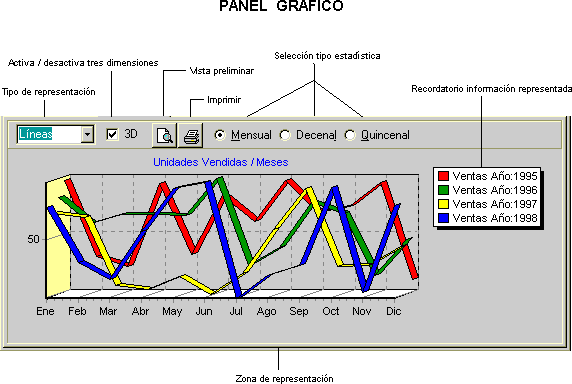 PANEL GRAFICO
Selección tipo estadística
Activa / desactiva tres dimensiones
Vista preliminar
Tipo de representación
Recordatorio información representada
Imprimir
Líneas
3D
Mensual
Decenal
Quincenal
Unidades Vendidas / Meses
Ventas Año:1995
Ventas Año:1996
Ventas Año:1997
Ventas Año:1998
50
Ene Feb Mar Abr May Jun Jul Ago Sep Oct Nov Dic
Zona de representación